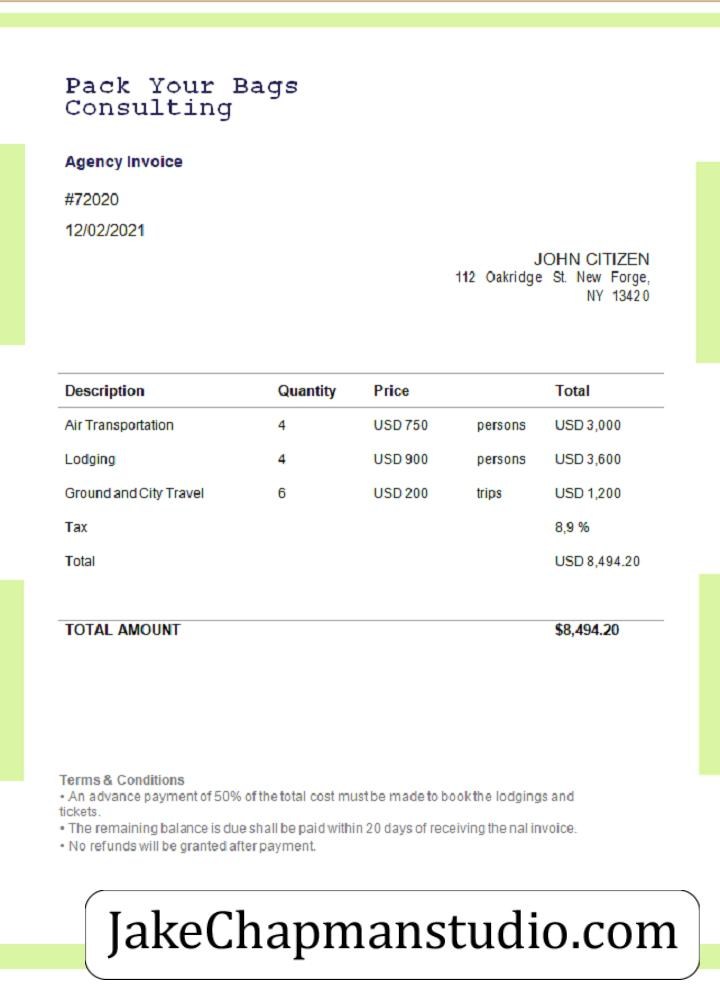 Pack Your Bags
Consulting
Agency Invoice
#72020
12/02/2021
JOHN CITIZEN
112 Oakridge St. New Forge,
NY 13420
Description Quantity Price Total
Air Transportation 4 USD 750 persons USD 3,000
Lodging 4 USD 900 persons USD 3,600
Ground and City Travel 6 USD 200 trips USD 1,200
Tax 8,9 %
Total USD 8,494.20
TOTAL AMOUNT $8,494.20
Terms & Conditions
• An advance payment of 50% of the total cost must be made to book the lodgings and
tickets.
• The remaining balance is due shall be paid within 20 days of receiving the nal invoice.
• No refunds will be granted after payment.
JakeChapmanstudio.com